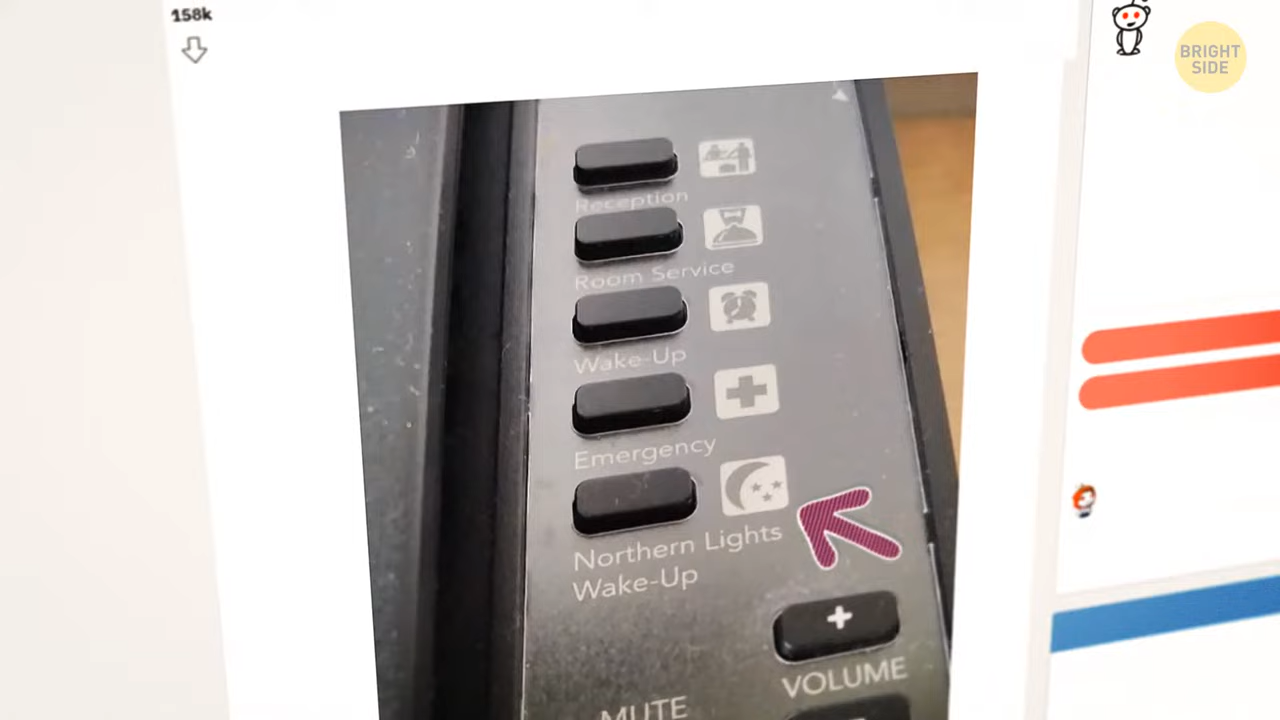 158k
BRIGHT
SIDE
Reception
Room Service
Wake-Up
Emergency
Northern Lights
Wake-Up
+
VOLUME
MUTE